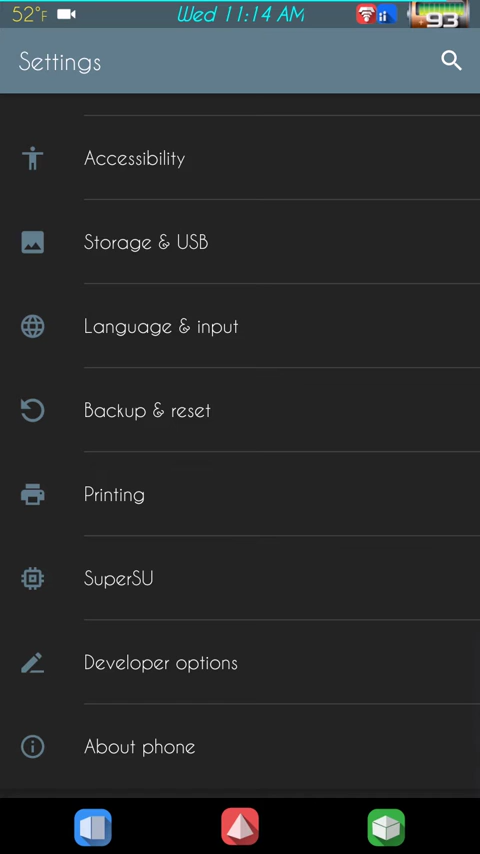 52°F
Wed 11:14 AM
93
Settings
Accessibility
Storage & USB
Language & input
Backup & reset
Printing
SuperSU
Developer options
About phone